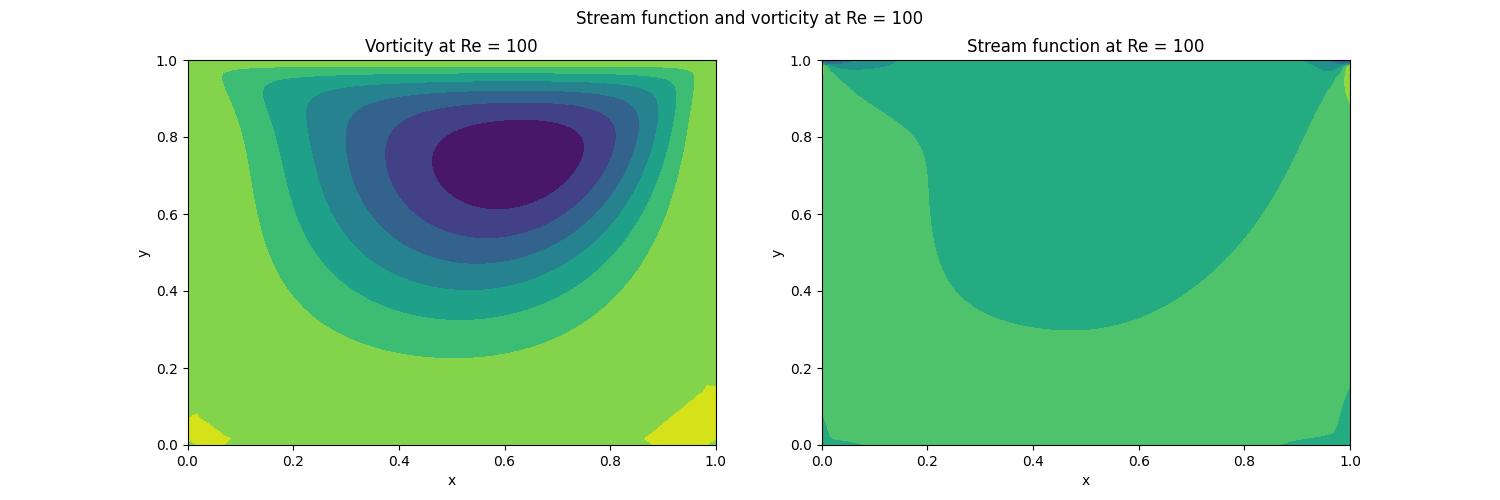 Stream function and vorticity at Re = 100
Vorticity at Re = 100
1.0
0.8
0.6
0.4
0.2
0.0
y
0.0 0.2 0.4 0.6 0.8 1.0
x
Stream function at Re = 100
1.0
0.8
0.6
0.4
0.2
0.0
y
0.0 0.2 0.4 0.6 0.8 1.0
x